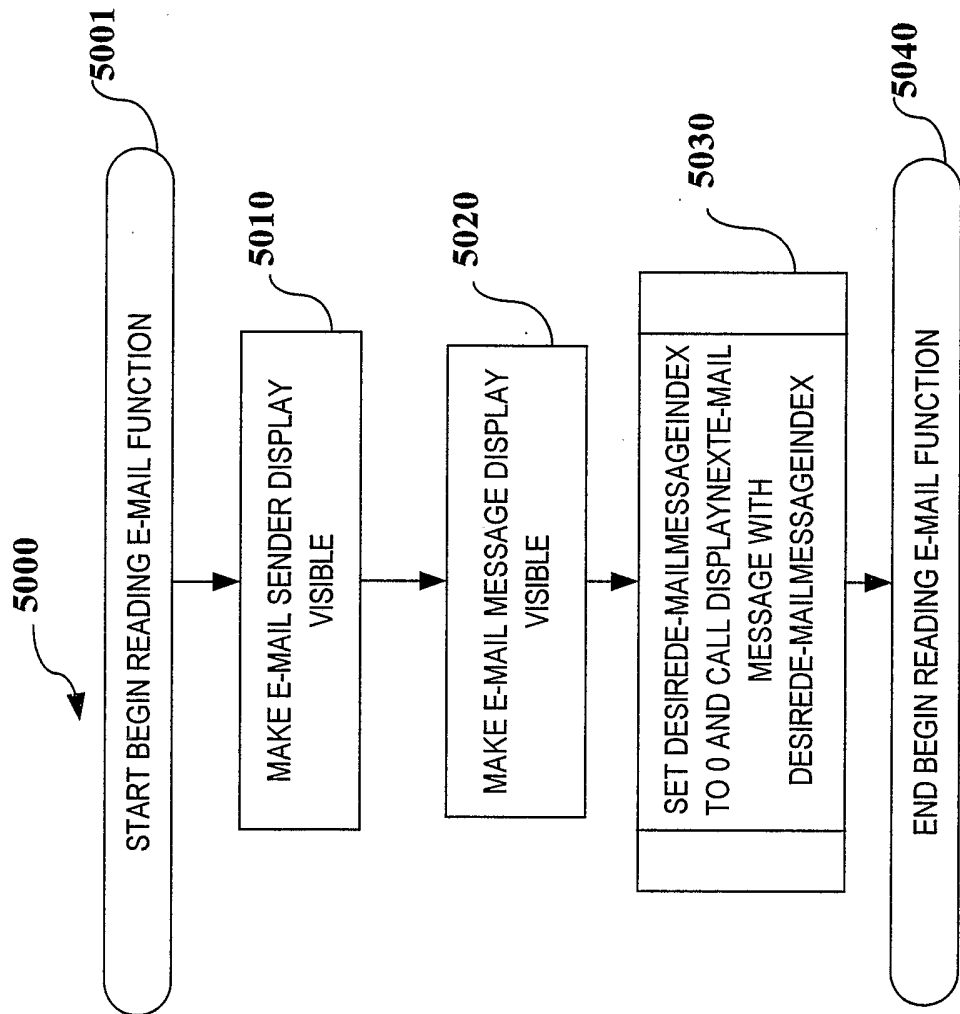 5000
START BEGIN READING E-MAIL FUNCTION
5001
MAKE E-MAIL SENDER DISPLAY
VISIBLE
5010
MAKE E-MAIL MESSAGE DISPLAY
VISIBLE
5020
SET DESIREDE-MAILMESSAGEINDEX
TO 0 AND CALL DISPLAYNEXTE-MAIL
MESSAGE WITH
DESIREDE-MAILMESSAGEINDEX
5030
END BEGIN READING E-MAIL FUNCTION
5040